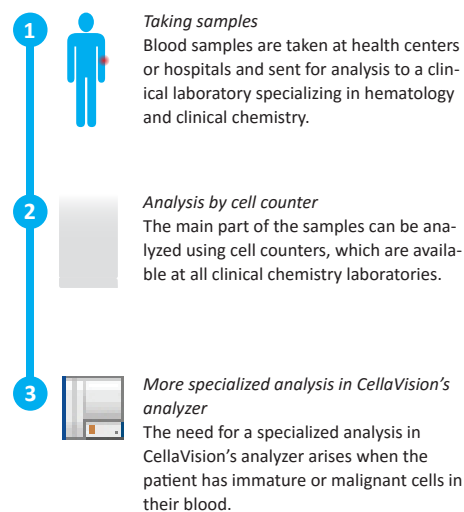 1
Taking samples
Blood samples are taken at health centers
or hospitals and sent for analysis to a clin-
ical laboratory specializing in hematology
and clinical chemistry.
2
Analysis by cell counter
The main part of the samples can be ana-
lyzed using cell counters, which are availa-
ble at all clinical chemistry laboratories.
3
More specialized analysis in CellaVision’s
analyzer
The need for a specialized analysis in
CellaVision’s analyzer arises when the
patient has immature or malignant cells in
their blood.